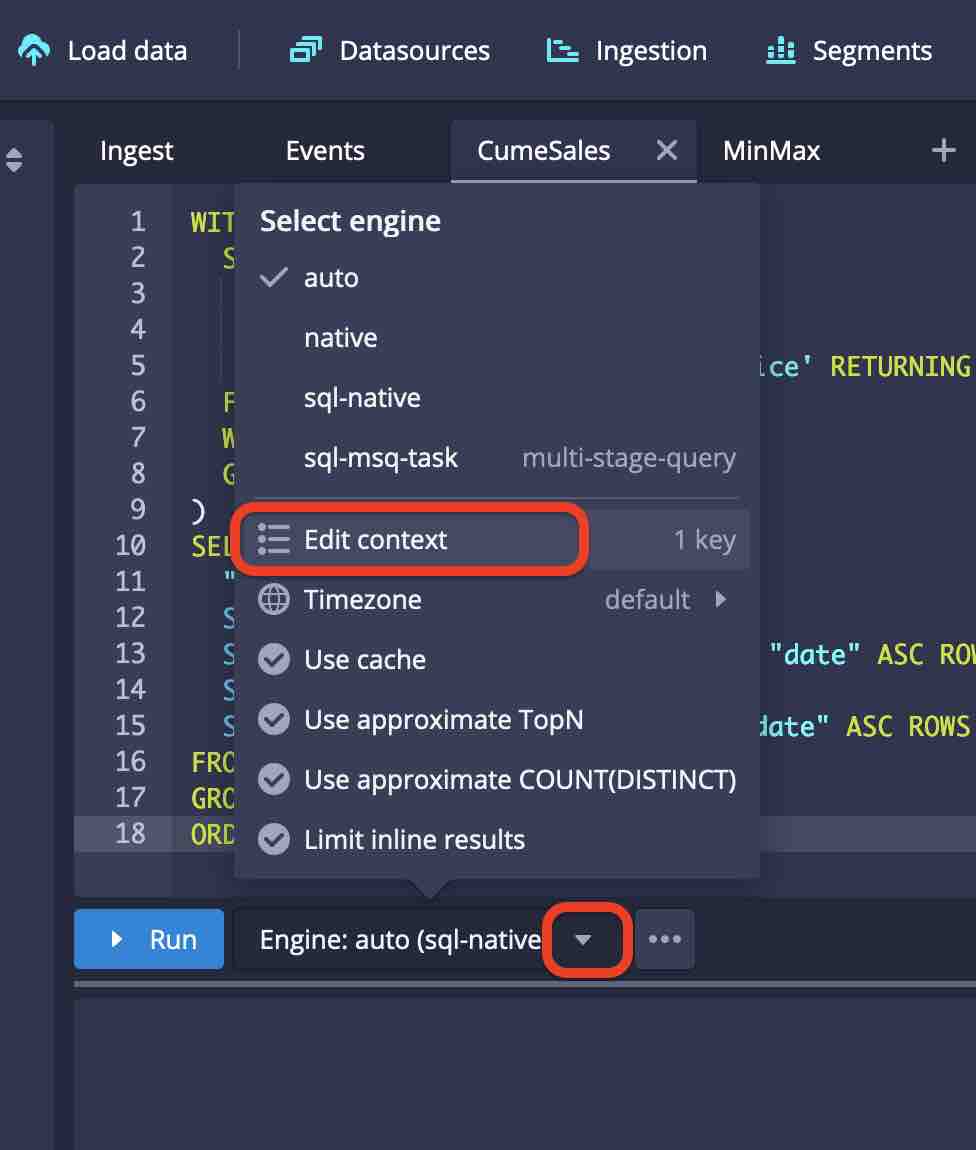 Load data Datasources Ingestion Segments
Ingest Events CumeSales MinMax
Select engine
auto
native
sql-native
sql-msq-task multi-stage-query
Edit context 1 key
Timezone default
Use cache
Use approximate TopN
Use approximate COUNT(DISTINCT)
Limit inline results
1 WIT
2 S
3
4
5 ice' RETURNING
6 F
7 W
8 G
9 )
10 SEL
11 "
12 S
13 S "date" ASC ROW
14 S
15 S date" ASC ROWS
16 FRO
17 GRO
18 ORD
Run Engine: auto (sql-native